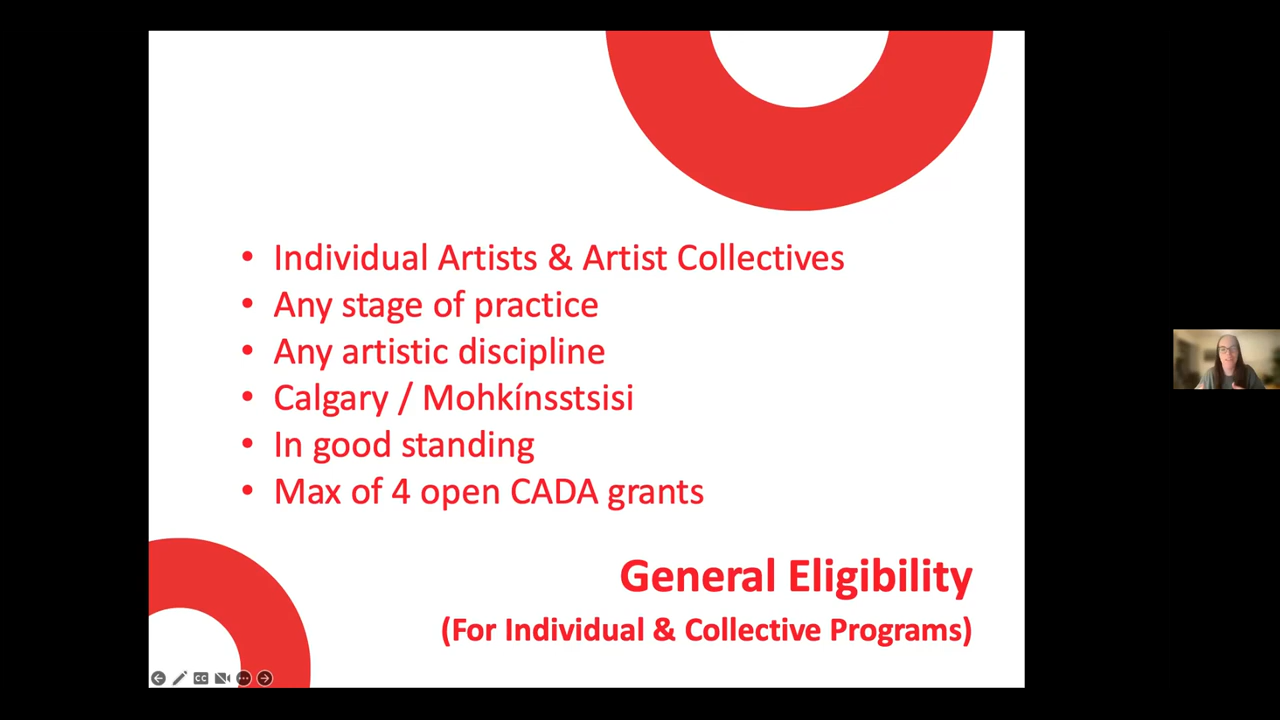 • Individual Artists & Artist Collectives
• Any stage of practice
• Any artistic discipline
• Calgary / Mohkínsstsisi
• In good standing
• Max of 4 open CADA grants
General Eligibility
(For Individual & Collective Programs)
CC